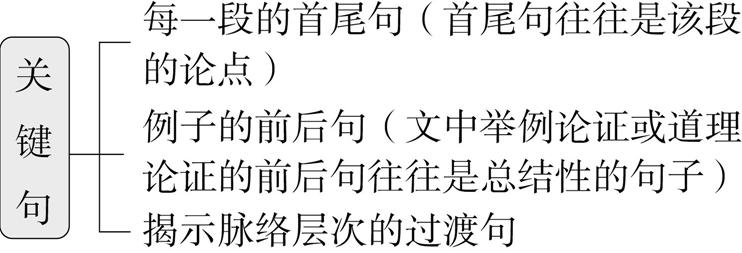 关键句
每一段的首尾句（首尾句往往是该段
的论点）
例子的前后句（文中举例论证或道理
论证的前后句往往是总结性的句子）
揭示脉络层次的过渡句